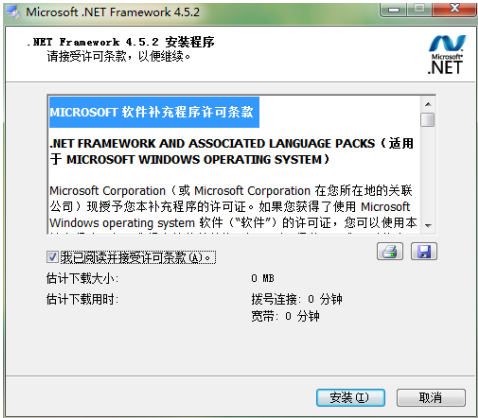 Microsoft .NET Framework 4.5.2
.NET Framework 4.5.2 安装程序
请接受许可条款，以便继续。
Microsoft®
.NET
MICROSOFT 软件补充程序许可条款
.NET FRAMEWORK AND ASSOCIATED LANGUAGE PACKS（适用
于 MICROSOFT WINDOWS OPERATING SYSTEM）
Microsoft Corporation（或 Microsoft Corporation 在您所在地的关联
公司）现授予您本补充程序的许可证。如果您获得了使用 Microsoft
Windows operating system 软件（“软件”）的许可证，您可以使用本
我已阅读并接受许可条款(A)。
估计下载大小: 0 MB
估计下载用时: 拨号连接: 0 分钟
宽带: 0 分钟
安装(I)
取消